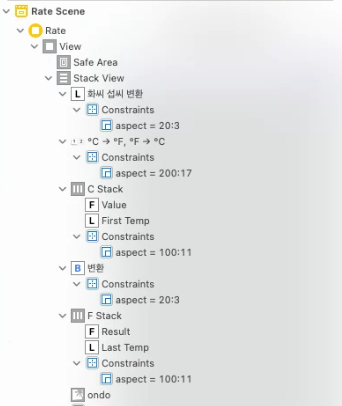 Rate Scene
Rate
View
Safe Area
Stack View
L 화씨 섭씨 변환
Constraints
aspect = 20:3
°C → °F, °F → °C
Constraints
aspect = 200:17
C Stack
F Value
L First Temp
Constraints
aspect = 100:11
B 변환
Constraints
aspect = 20:3
F Stack
F Result
L Last Temp
Constraints
aspect = 100:11
ondo